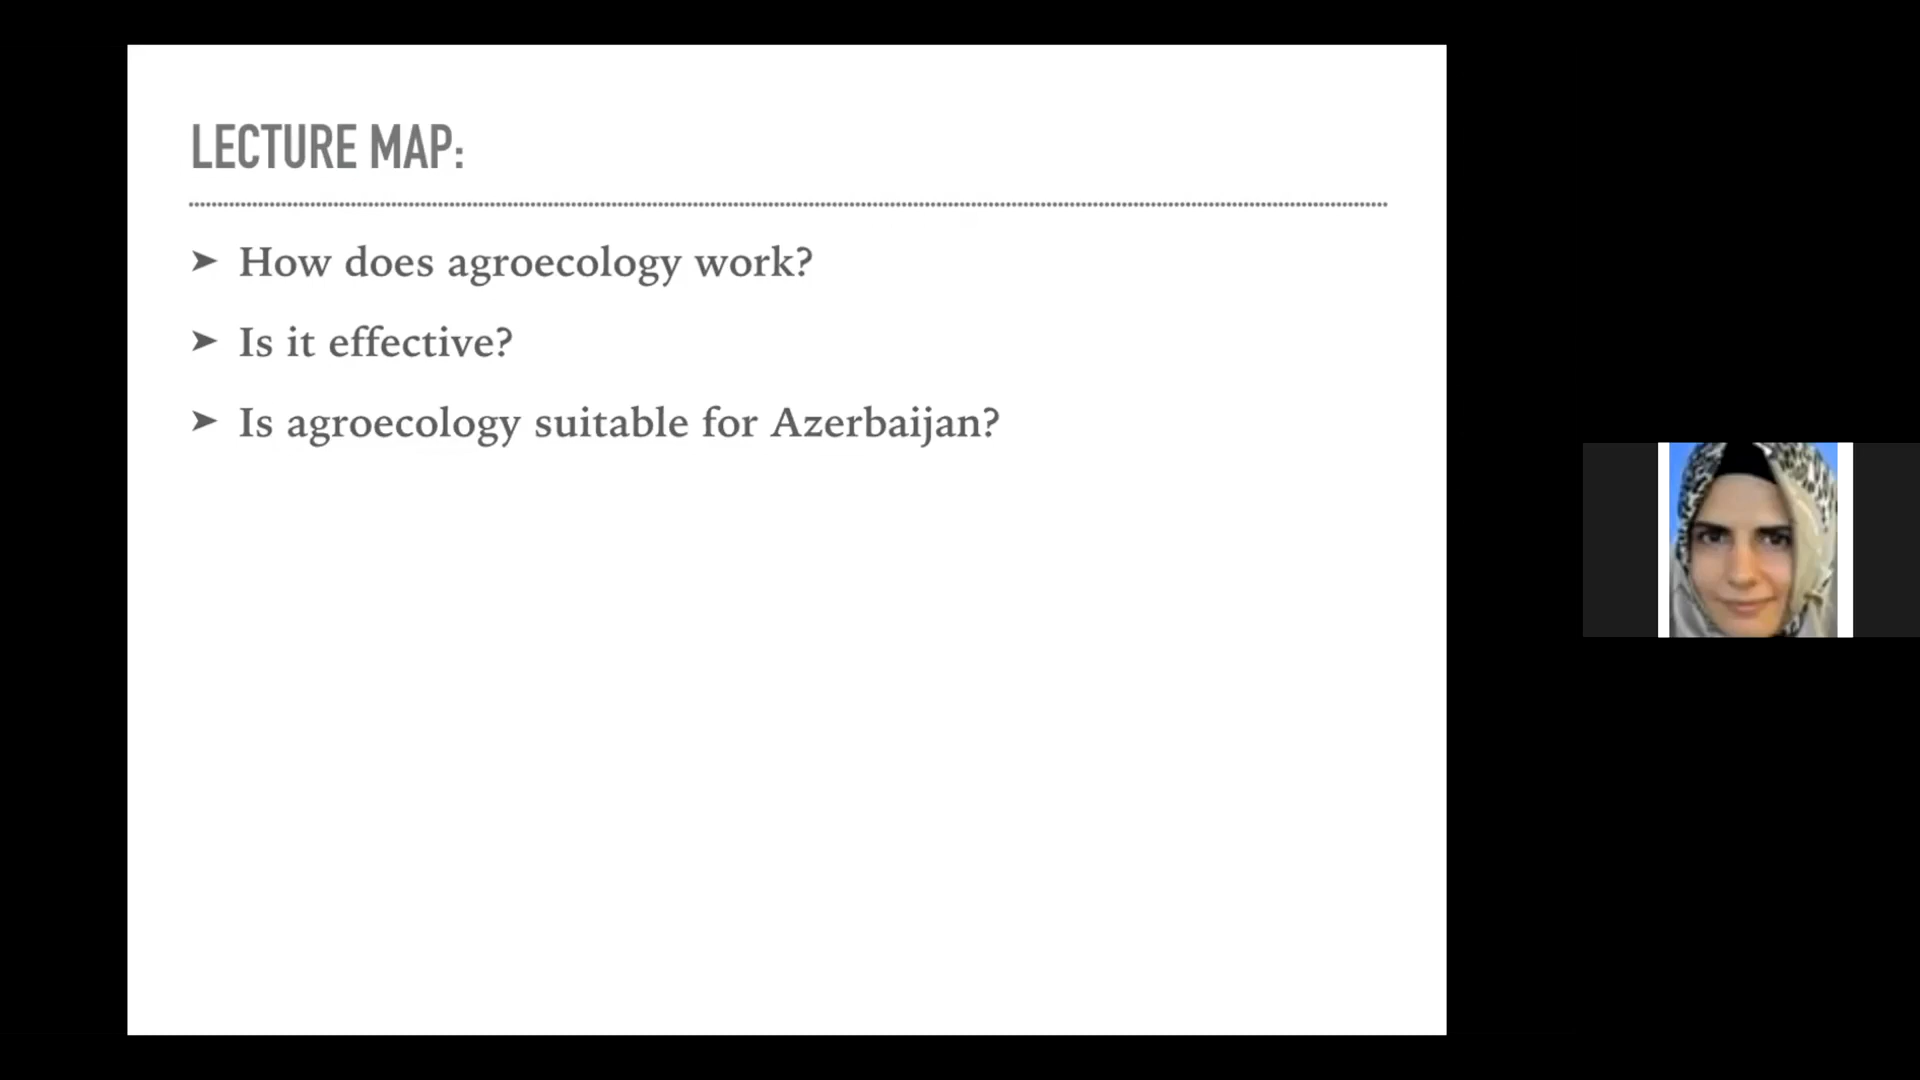 LECTURE MAP:
➤ How does agroecology work?
➤ Is it effective?
➤ Is agroecology suitable for Azerbaijan?